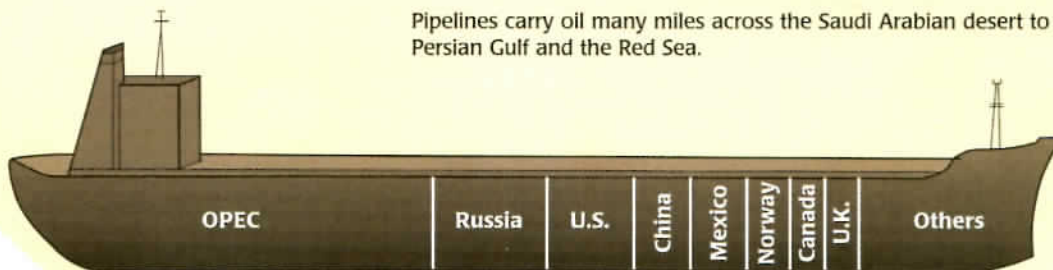 Pipelines carry oil many miles across the Saudi Arabian desert to
Persian Gulf and the Red Sea.
OPEC
Russia
U.S.
China
Mexico
Norway
Canada
U.K.
Others